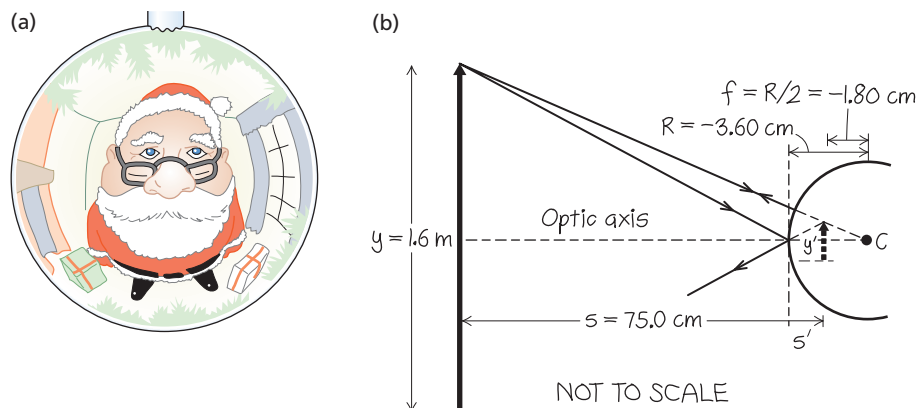 (a)
(b)
f = R/2 = -1.80 cm
R = -3.60 cm
Optic axis
y = 1.6 m
y'
C
s = 75.0 cm
s'
NOT TO SCALE